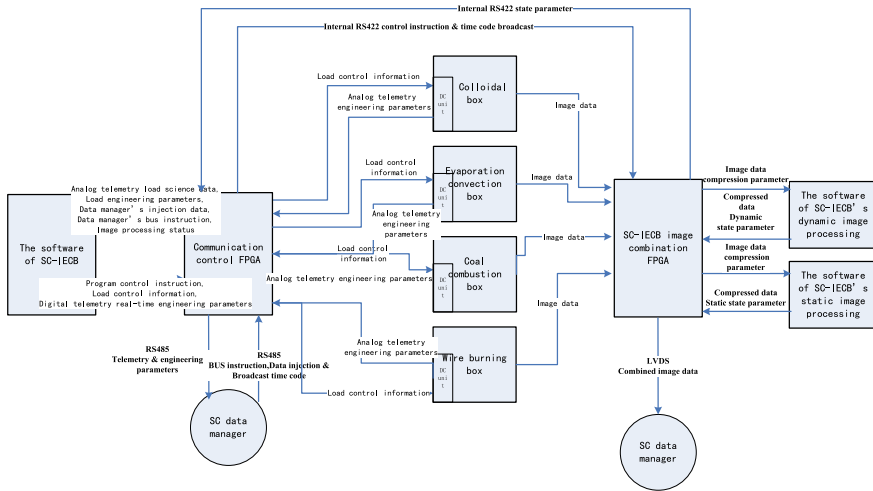 Internal RS422 state parameter
Internal RS422 control instruction & time code broadcast
Load control information
Analog telemetry
engineering parameters
DC
uni
t
Colloidal
box
Image data
Load control
information
DC
uni
t
Evaporation
convection
box
Image data
Analog telemetry
engineering
parameters
Load control
information
Analog telemetry engineering parameters
DC
uni
t
Coal
combustion
box
Image data
Analog telemetry
engineering parameters
Load control information
DC
uni
t
Wire burning
box
Image data
The software
of SC-IECB
Analog telemetry load science data,
Load engineering parameters,
Data manager's injection data,
Data manager's bus instruction,
Image processing status
Communication
control FPGA
Program control instruction,
Load control information,
Digital telemetry real-time engineering parameters
RS485
Telemetry & engineering
parameters
RS485
BUS instruction,Data injection &
Broadcast time code
SC data
manager
SC-IECB image
combination
FPGA
Image data
compression parameter
Compressed
data
Dynamic
state parameter
The software
of SC-IECB's
dynamic image
processing
Image data
compression
parameter
Compressed data
Static state parameter
The software
of SC-IECB's
static image
processing
LVDS
Combined image data
SC data
manager